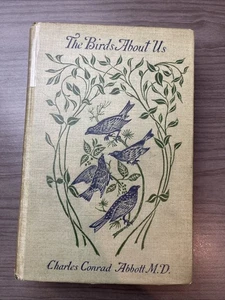 The Birds About Us
Charles Conrad Abbott M.D.